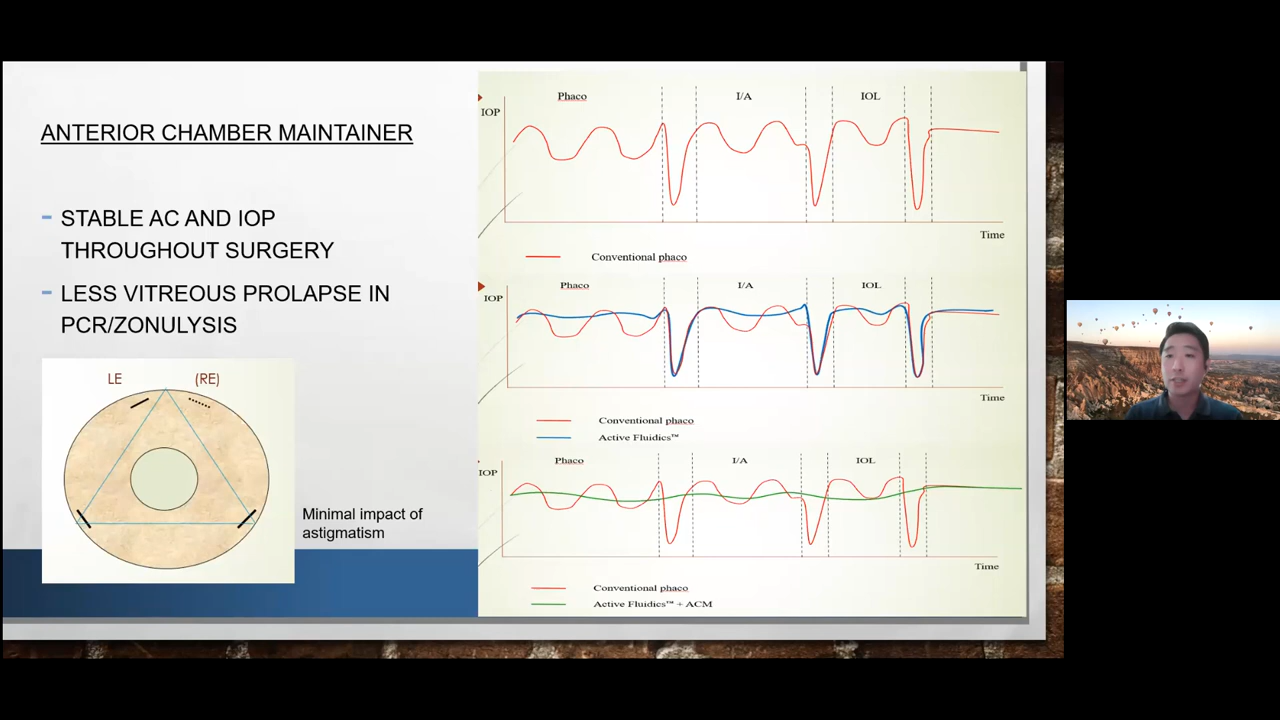 ANTERIOR CHAMBER MAINTAINER
- STABLE AC AND IOP
THROUGHOUT SURGERY
- LESS VITREOUS PROLAPSE IN
PCR/ZONULYSIS
LE (RE)
Minimal impact of
astigmatism
Phaco I/A IOL
IOP
Time
Conventional phaco
Phaco I/A IOL
IOP
Time
Conventional phaco
Active Fluidics™
Phaco I/A IOL
IOP
Time
Conventional phaco
Active Fluidics™ + ACM